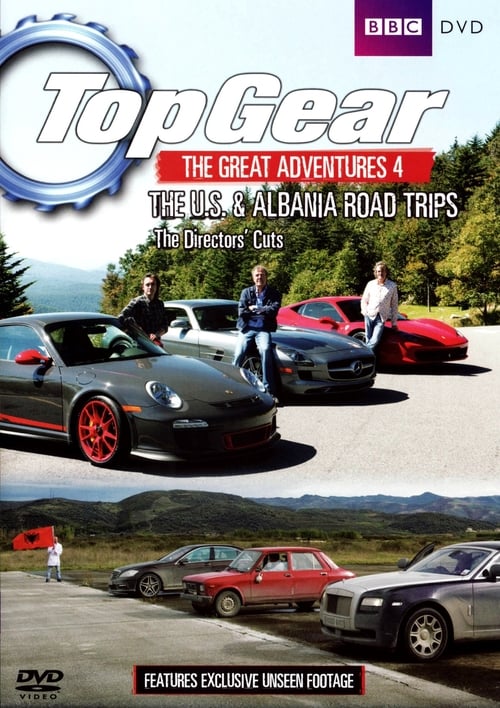 BBC DVD
TopGear
THE GREAT ADVENTURES 4
THE U.S. & ALBANIA ROAD TRIPS
The Directors' Cuts
DVD
VIDEO
FEATURES EXCLUSIVE UNSEEN FOOTAGE